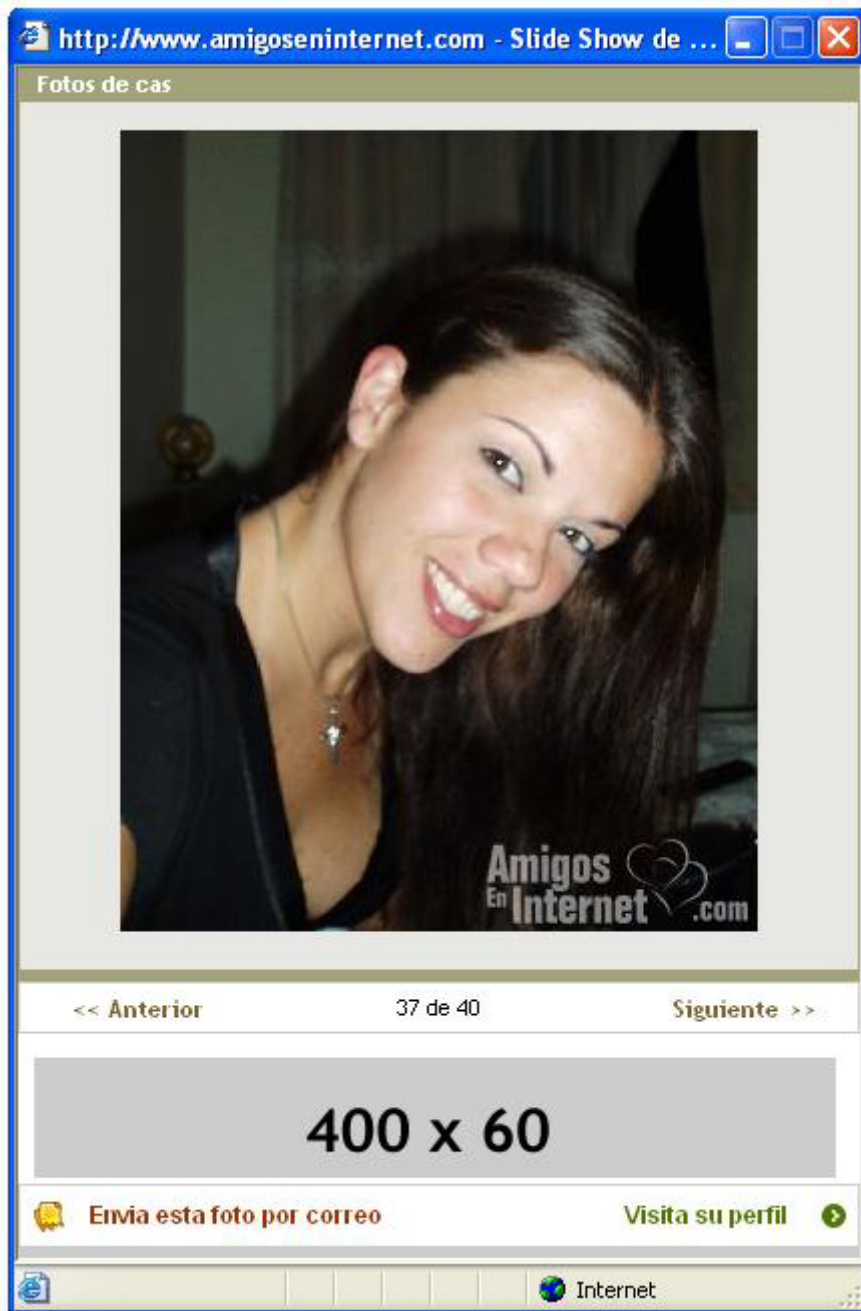 http://www.amigoseninternet.com - Slide Show de ...
Fotos de cas
Amigos
En Internet .com
<< Anterior 37 de 40 Siguiente >>
400 x 60
Envia esta foto por correo Visita su perfil
Internet